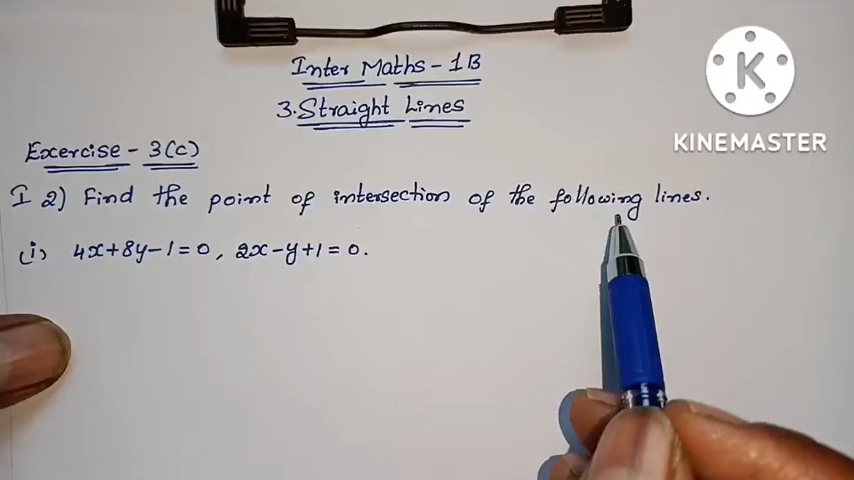 Inter Maths - 1B
3. Straight Lines
Exercise - 3(c)
I 2) Find the point of intersection of the following lines.
(i) 4x+8y-1=0, 2x-y+1=0.
K
KINEMASTER